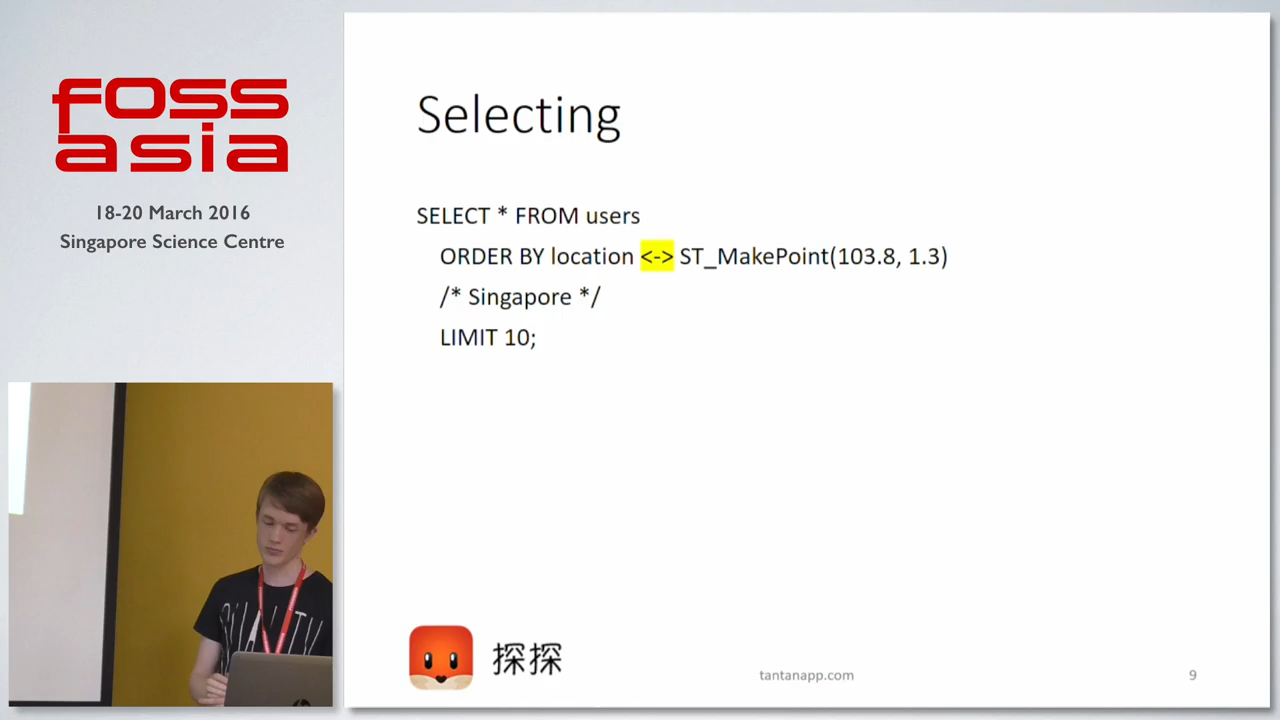 foss
asia
18-20 March 2016
Singapore Science Centre
Selecting
SELECT * FROM users
ORDER BY location <-> ST_MakePoint(103.8, 1.3)
/* Singapore */
LIMIT 10;
探探
tantanapp.com
9